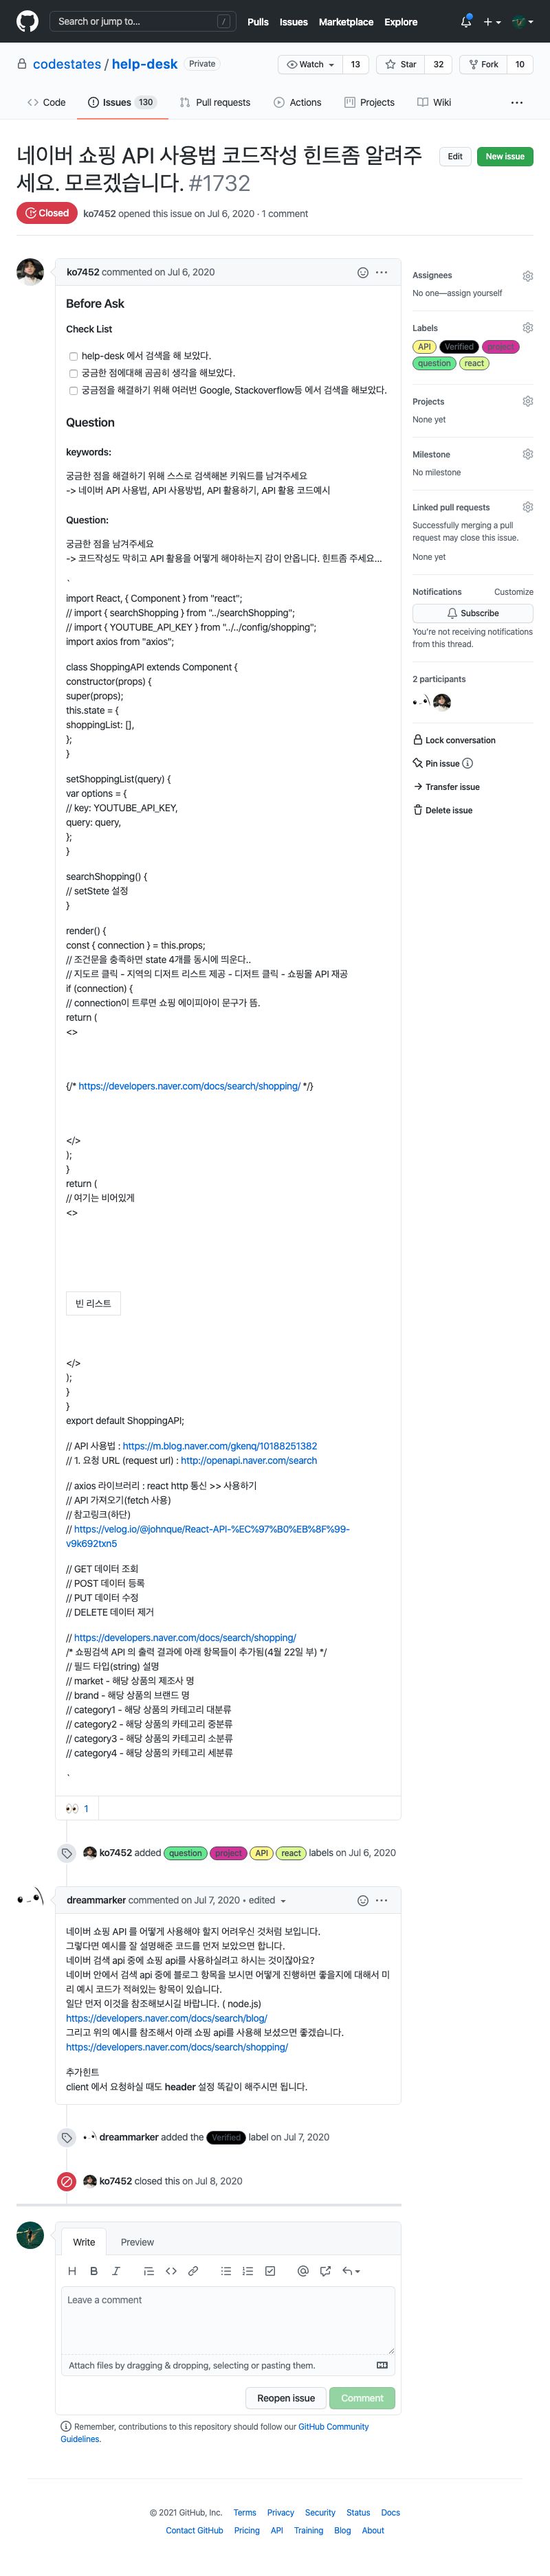 Search or jump to...
/
Pulls Issues Marketplace Explore
codestates / help-desk Private
Watch 13 Star 32 Fork 10
Code Issues 130 Pull requests Actions Projects Wiki
네이버 쇼핑 API 사용법 코드작성 힌트좀 알려주
세요. 모르겠습니다. #1732
Edit New issue
Closed ko7452 opened this issue on Jul 6, 2020 · 1 comment
ko7452 commented on Jul 6, 2020
Before Ask
Check List
help-desk 에서 검색을 해 보았다.
궁금한 점에대해 곰곰히 생각을 해보았다.
궁금점을 해결하기 위해 여러번 Google, Stackoverflow등 에서 검색을 해보았다.
Question
keywords:
궁금한 점을 해결하기 위해 스스로 검색해본 키워드를 남겨주세요
-> 네이버 API 사용법, API 사용방법, API 활용하기, API 활용 코드예시
Question:
궁금한 점을 남겨주세요
-> 코드작성도 막히고 API 활용을 어떻게 해야하는지 감이 안옵니다. 힌트좀 주세요...
`
import React, { Component } from "react";
// import { searchShopping } from "../searchShopping";
// import { YOUTUBE_API_KEY } from "../../config/shopping";
import axios from "axios";
class ShoppingAPI extends Component {
constructor(props) {
super(props);
this.state = {
shoppingList: [],
};
}
setShoppingList(query) {
var options = {
// key: YOUTUBE_API_KEY,
query: query,
};
}
searchShopping() {
// setState 설정
}
render() {
const { connection } = this.props;
// 조건문을 충족하면 state 4개를 동시에 띄운다..
// 지도르 클릭 - 지역의 디저트 리스트 제공 - 디저트 클릭 - 쇼핑몰 API 재공
if (connection) {
// connection이 트루면 쇼핑 에이피아이 문구가 뜸.
return (
<>
{/* https://developers.naver.com/docs/search/shopping/ */}
</>
);
}
return (
// 여기는 비어있게
<>
빈 리스트
</>
);
}
}
export default ShoppingAPI;
// API 사용법 : https://m.blog.naver.com/gkenq/10188251382
// 1. 요청 URL (request url) : http://openapi.naver.com/search
// axios 라이브러리 : react http 통신 >> 사용하기
// API 가져오기(fetch 사용)
// 참고링크(하단)
// https://velog.io/@johnque/React-API-%EC%97%B0%EB%8F%99-
v9k692txn5
// GET 데이터 조회
// POST 데이터 등록
// PUT 데이터 수정
// DELETE 데이터 제거
// https://developers.naver.com/docs/search/shopping/
/* 쇼핑검색 API 의 출력 결과에 아래 항목들이 추가됨(4월 22일 부) */
// 필드 타입(string) 설명
// market - 해당 상품의 제조사 명
// brand - 해당 상품의 브랜드 명
// category1 - 해당 상품의 카테고리 대분류
// category2 - 해당 상품의 카테고리 중분류
// category3 - 해당 상품의 카테고리 소분류
// category4 - 해당 상품의 카테고리 세분류
`
👀 1
ko7452 added question project API react labels on Jul 6, 2020
dreammarker commented on Jul 7, 2020 • edited
네이버 쇼핑 API 를 어떻게 사용해야 할지 어려우신 것처럼 보입니다.
그렇다면 예시를 잘 설명해준 코드를 먼저 보았으면 합니다.
네이버 검색 api 중에 쇼핑 api를 사용하실려고 하시는 것이잖아요?
네이버 안에서 검색 api 중에 블로그 항목을 보시면 어떻게 진행하면 좋을지에 대해서 미
리 예시 코드가 적혀있는 항목이 있습니다.
일단 먼저 이것을 참조해보시길 바랍니다. ( node.js)
https://developers.naver.com/docs/search/blog/
그리고 위의 예시를 참조해서 아래 쇼핑 api를 사용해 보셨으면 좋겠습니다.
https://developers.naver.com/docs/search/shopping/
추가힌트
client 에서 요청하실 때도 header 설정 똑같이 해주시면 됩니다.
dreammarker added the Verified label on Jul 7, 2020
ko7452 closed this on Jul 8, 2020
Write Preview
Leave a comment
Attach files by dragging & dropping, selecting or pasting them.
Reopen issue Comment
Remember, contributions to this repository should follow our GitHub Community
Guidelines.
Assignees
No one—assign yourself
Labels
API Verified project
question react
Projects
None yet
Milestone
No milestone
Linked pull requests
Successfully merging a pull
request may close this issue.
None yet
Notifications Customize
Subscribe
You're not receiving notifications
from this thread.
2 participants
Lock conversation
Pin issue
Transfer issue
Delete issue
© 2021 GitHub, Inc. Terms Privacy Security Status Docs
Contact GitHub Pricing API Training Blog About